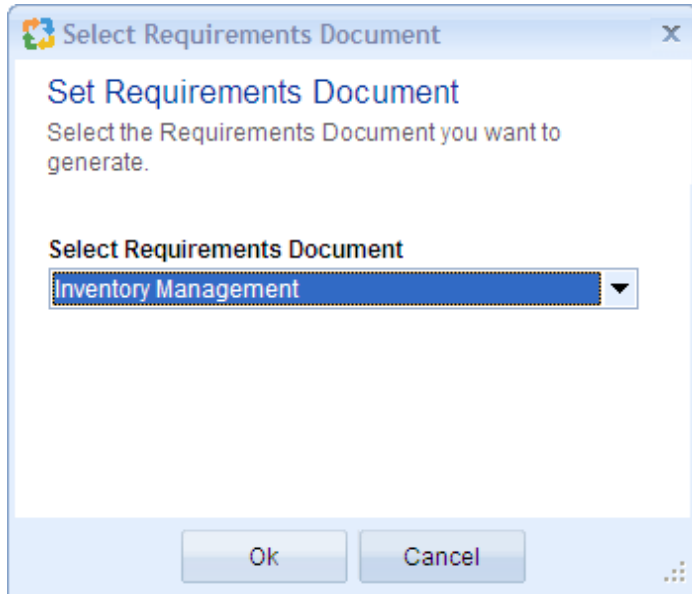 Select Requirements Document
Set Requirements Document
Select the Requirements Document you want to
generate.
Select Requirements Document
Inventory Management
Ok
Cancel